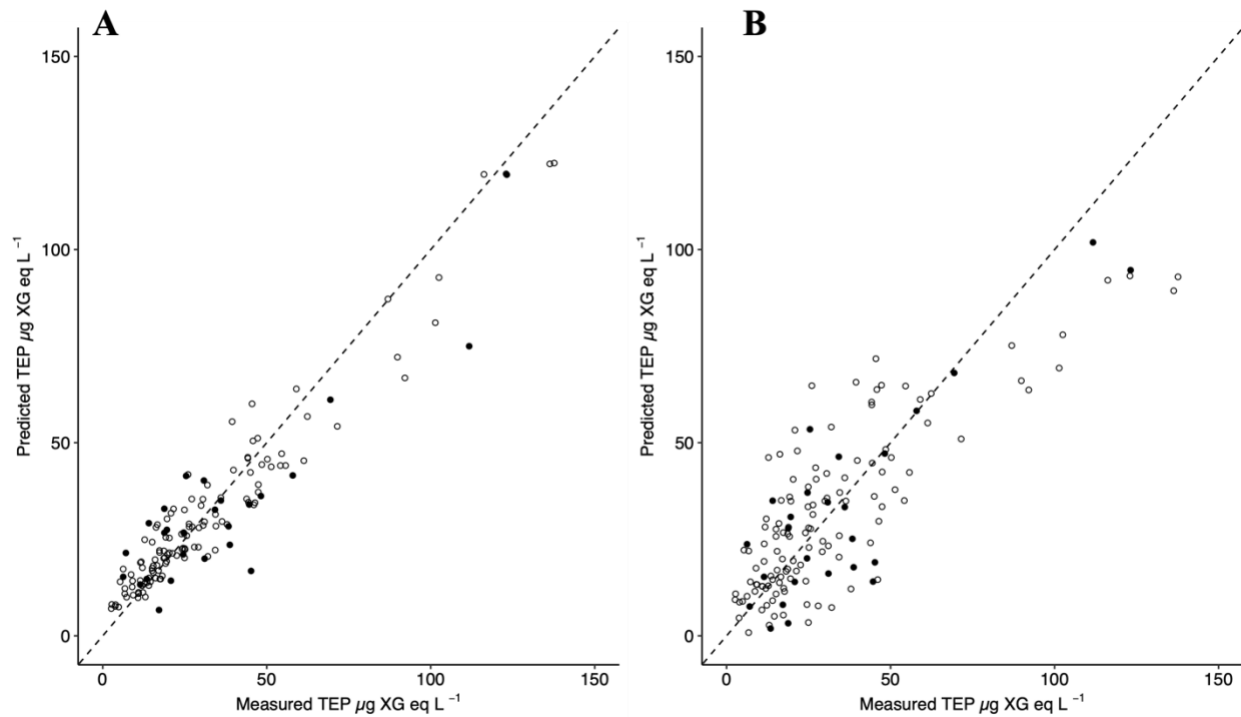 A
150
100
50
0
Predicted TEP µg XG eq L⁻¹
0 50 100 150
Measured TEP µg XG eq L⁻¹
B
150
100
50
0
Predicted TEP µg XG eq L⁻¹
0 50 100 150
Measured TEP µg XG eq L⁻¹